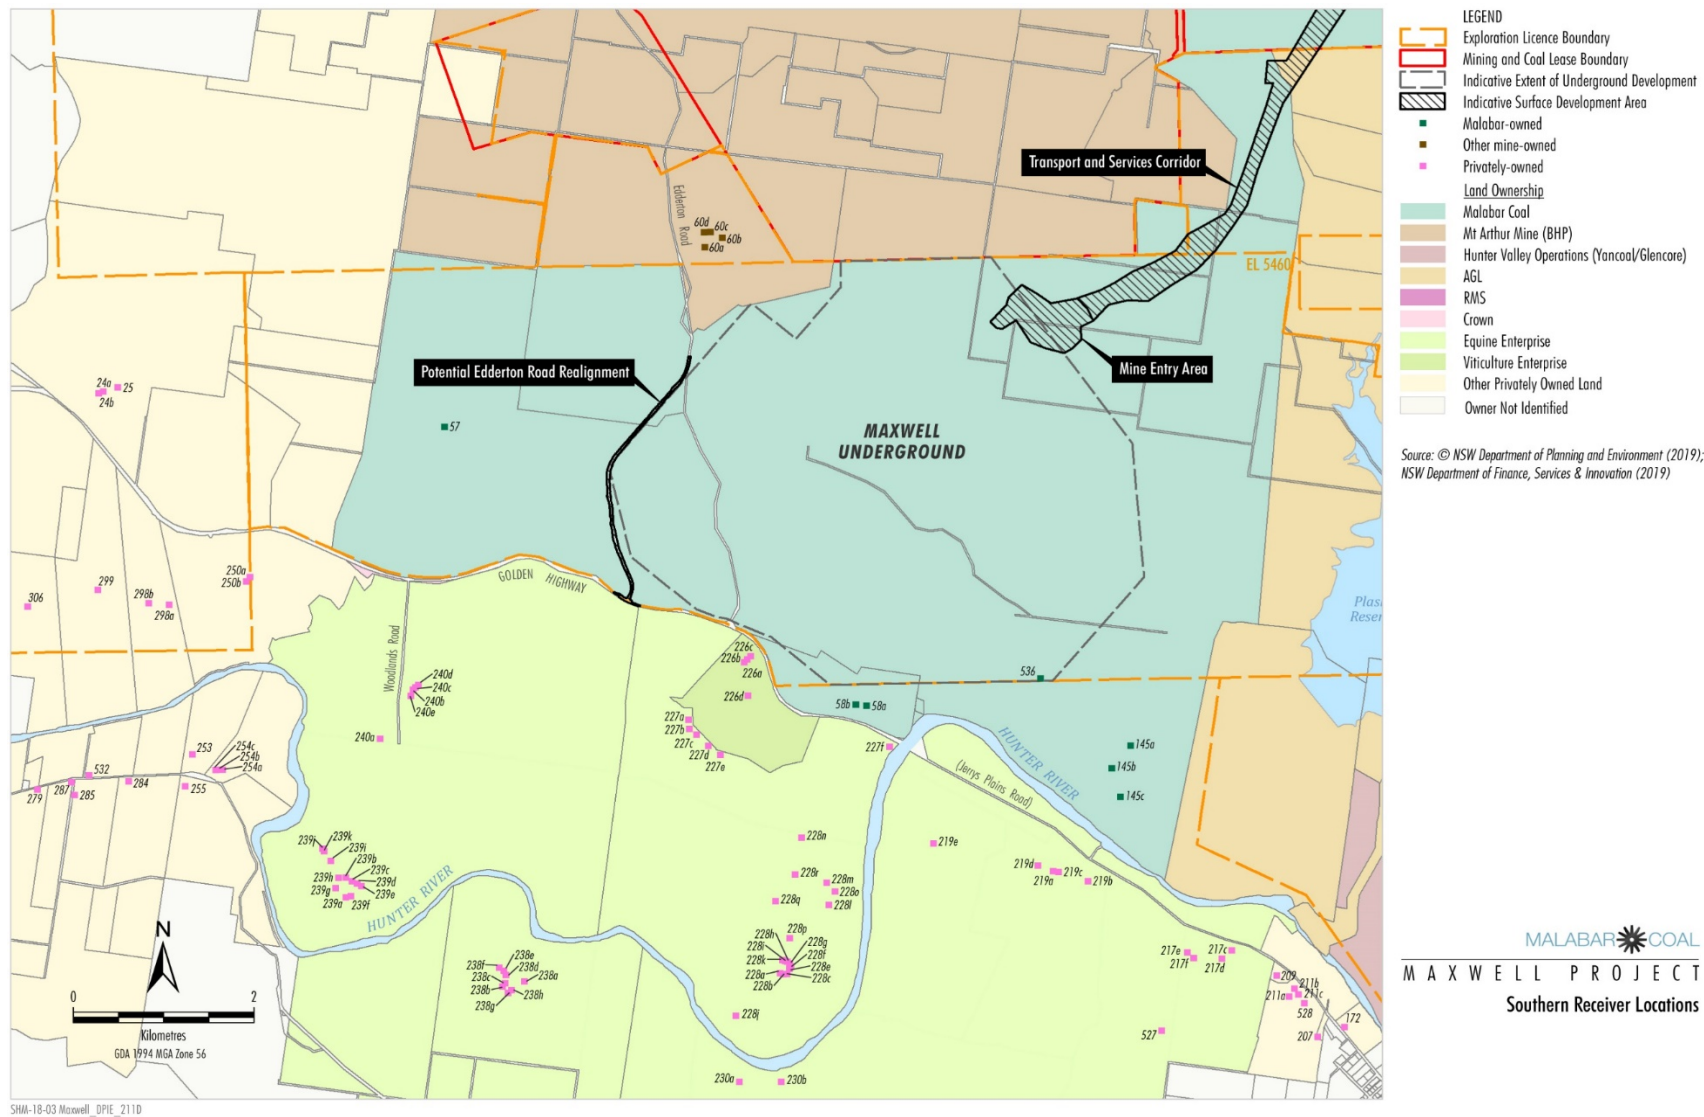 LEGEND
Exploration Licence Boundary
Mining and Coal Lease Boundary
Indicative Extent of Underground Development
Indicative Surface Development Area
Malabar-owned
Other mine-owned
Privately-owned
Land Ownership
Malabar Coal
Mt Arthur Mine (BHP)
Hunter Valley Operations (Yancoal/Glencore)
AGL
RMS
Crown
Equine Enterprise
Viticulture Enterprise
Other Privately Owned Land
Owner Not Identified
Source: © NSW Department of Planning and Environment (2019);
NSW Department of Finance, Services & Innovation (2019)
Transport and Services Corridor
Edderton Road
60d
60c
60b
60a
EL 5460
Potential Edderton Road Realignment
Mine Entry Area
24a
25
24b
57
MAXWELL
UNDERGROUND
GOLDEN HIGHWAY
250a
250b
299
298b
298a
306
Woodlands Road
Plas
Reser
226c
226b
226a
226d
536
240d
240c
240b
240e
240a
58b
58a
227a
227b
227c
227d
227e
227f
HUNTER RIVER
145a
145b
145c
(Jerrys Plains Road)
253
254c
254b
254a
532
279
287
285
284
255
239j
239k
239i
239b
239c
239h
239d
239g
239e
239a
239f
HUNTER RIVER
228n
228r
228m
228o
228q
228l
219e
219d
219a
219c
219b
228p
228h
228g
228i
228f
228k
228e
228a
228c
228b
228j
238e
238f
238d
238c
238a
238b
238h
238g
217e
217c
217f
217d
209
211b
211a
211c
528
172
207
527
230a
230b
N
0
2
Kilometres
GDA 1994 MGA Zone 56
MALABAR COAL
MAXWELL PROJECT
Southern Receiver Locations
SHM-18-03 Maxwell_DPIE_211D